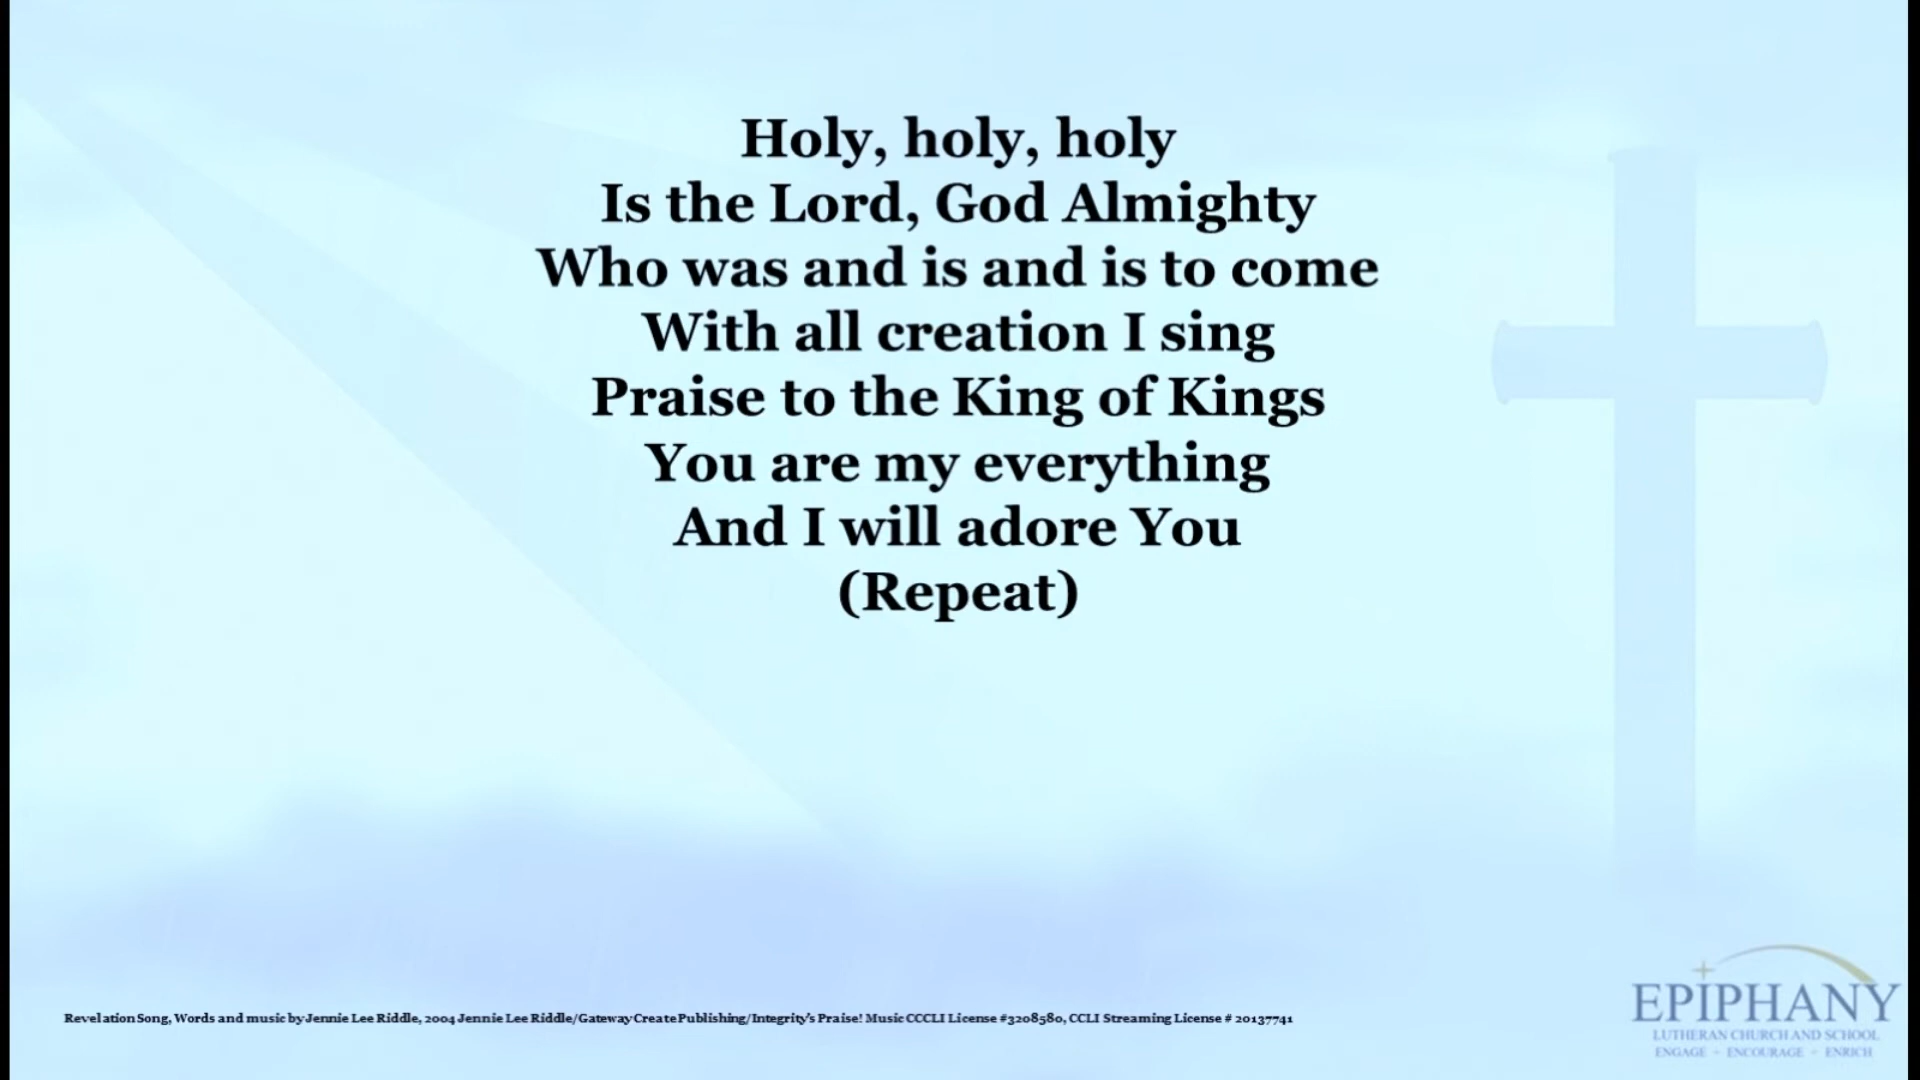 Holy, holy, holy
Is the Lord, God Almighty
Who was and is and is to come
With all creation I sing
Praise to the King of Kings
You are my everything
And I will adore You
(Repeat)
Revelation Song, Words and music by Jennie Lee Riddle, 2004 Jennie Lee Riddle/Gateway Create Publishing/Integrity's Praise! Music CCCLI License #3208580, CCLI Streaming License # 20137741
EPIPHANY
LUTHERAN CHURCH AND SCHOOL
ENGAGE - ENCOURAGE - ENRICH